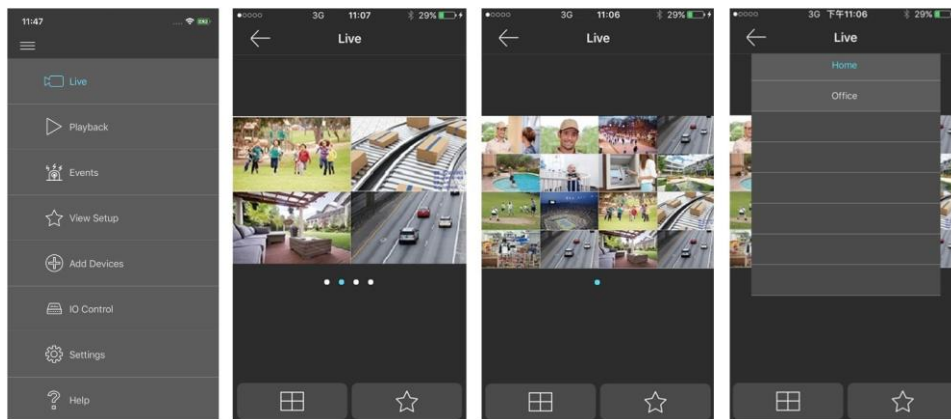 11:47
Live
Playback
Events
View Setup
Add Devices
IO Control
Settings
Help
3G 11:07 29%
Live
3G 11:06 29%
Live
3G 下午11:06 29%
Live
Home
Office